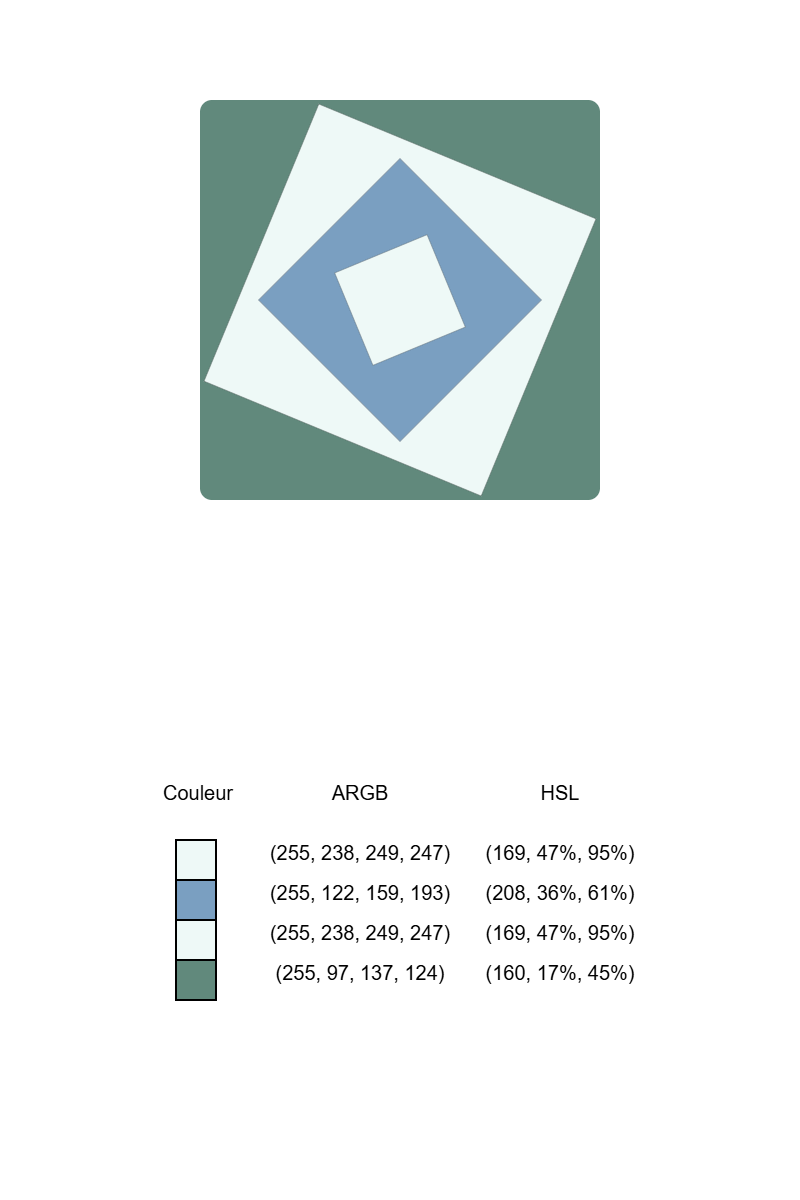 Couleur ARGB HSL
(255, 238, 249, 247) (169, 47%, 95%)
(255, 122, 159, 193) (208, 36%, 61%)
(255, 238, 249, 247) (169, 47%, 95%)
(255, 97, 137, 124) (160, 17%, 45%)